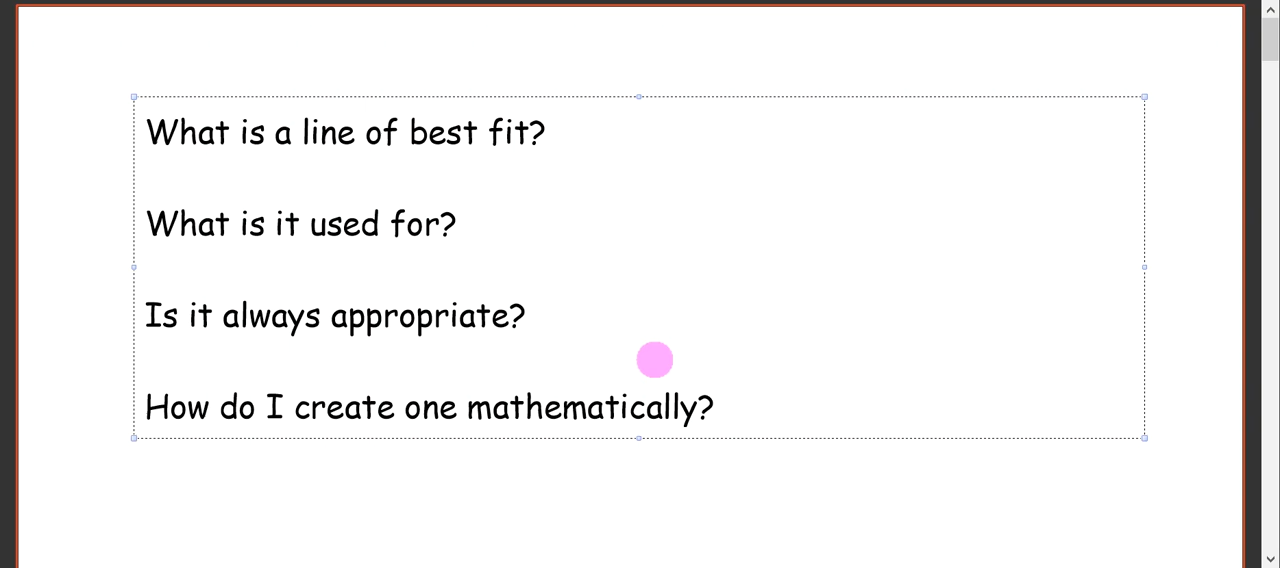 What is a line of best fit?
What is it used for?
Is it always appropriate?
How do I create one mathematically?